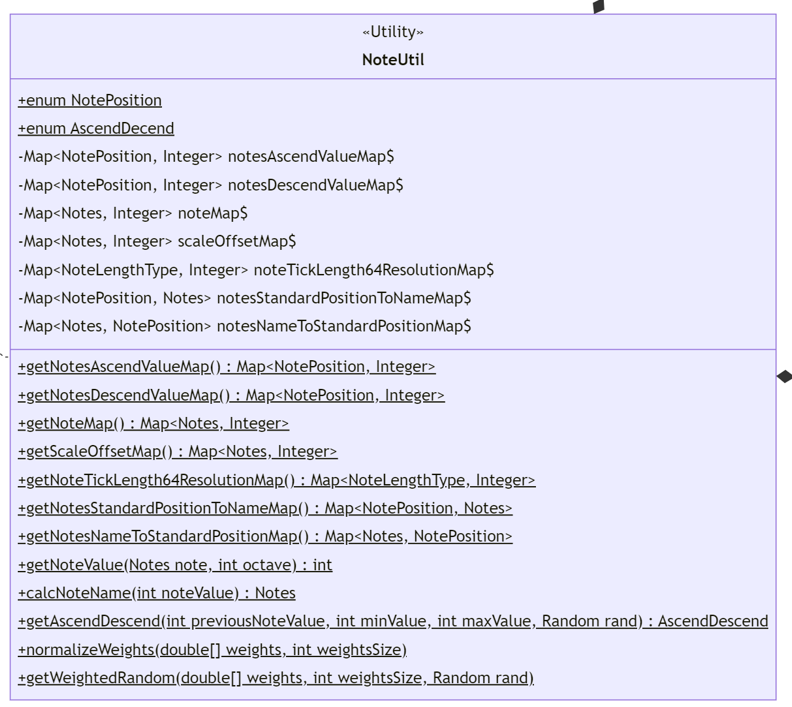 «Utility»
NoteUtil
+enum NotePosition
+enum AscendDecend
-Map<NotePosition, Integer> notesAscendValueMap$
-Map<NotePosition, Integer> notesDescendValueMap$
-Map<Notes, Integer> noteMap$
-Map<Notes, Integer> scaleOffsetMap$
-Map<NoteLengthType, Integer> noteTickLength64ResolutionMap$
-Map<NotePosition, Notes> notesStandardPositionToNameMap$
-Map<Notes, NotePosition> notesNameToStandardPositionMap$
+getNotesAscendValueMap() : Map<NotePosition, Integer>
+getNotesDescendValueMap() : Map<NotePosition, Integer>
+getNoteMap() : Map<Notes, Integer>
+getScaleOffsetMap() : Map<Notes, Integer>
+getNoteTickLength64ResolutionMap() : Map<NoteLengthType, Integer>
+getNotesStandardPositionToNameMap() : Map<NotePosition, Notes>
+getNotesNameToStandardPositionMap() : Map<Notes, NotePosition>
+getNoteValue(Notes note, int octave) : int
+calcNoteName(int noteValue) : Notes
+getAscendDescend(int previousNoteValue, int minValue, int maxValue, Random rand) : AscendDescend
+normalizeWeights(double[] weights, int weightsSize)
+getWeightedRandom(double[] weights, int weightsSize, Random rand)